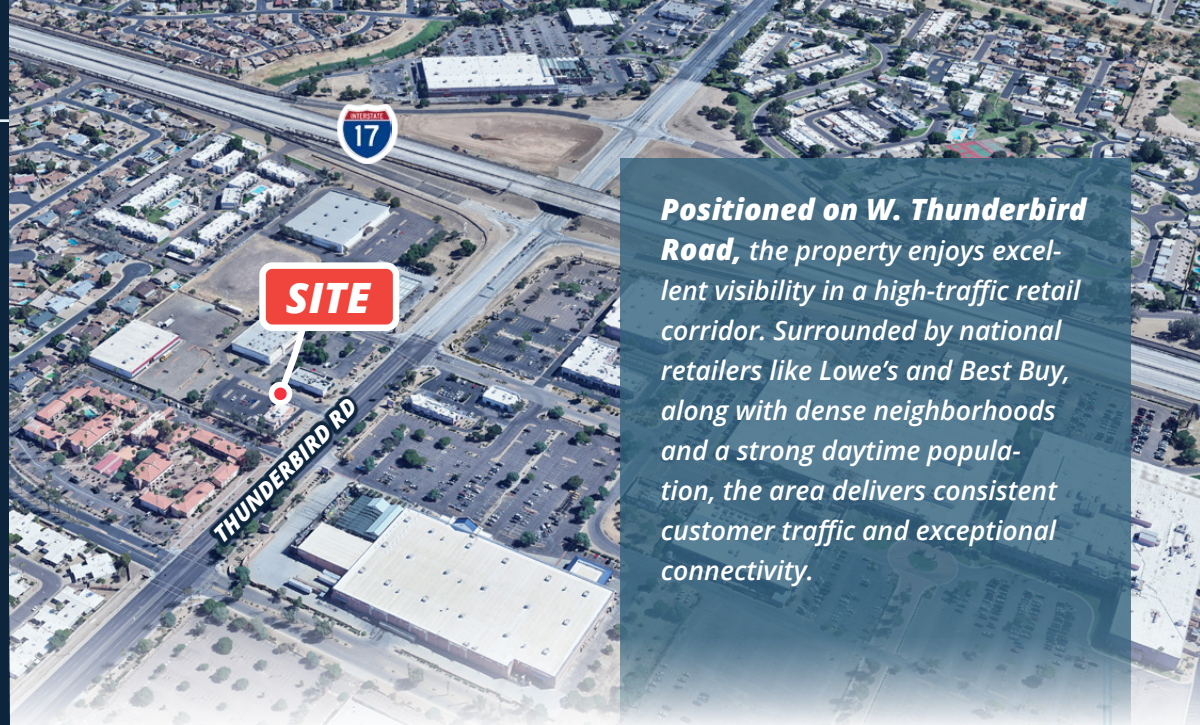 INTERSTATE
17
SITE
THUNDERBIRD RD
Positioned on W. Thunderbird
Road, the property enjoys excel-
lent visibility in a high-traffic retail
corridor. Surrounded by national
retailers like Lowe’s and Best Buy,
along with dense neighborhoods
and a strong daytime popula-
tion, the area delivers consistent
customer traffic and exceptional
connectivity.